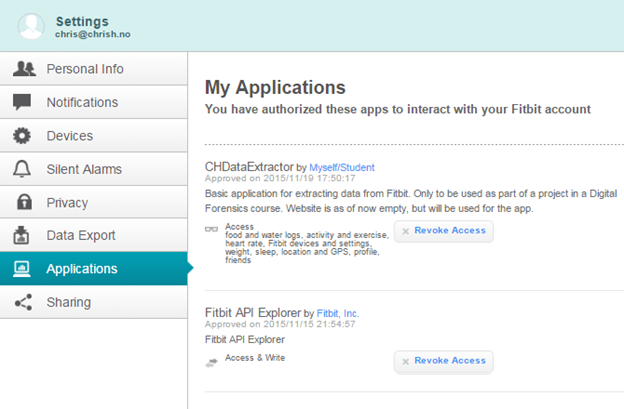 Settings
chris@chrish.no
Personal Info
Notifications
Devices
Silent Alarms
Privacy
Data Export
Applications
Sharing
My Applications
You have authorized these apps to interact with your Fitbit account
CHDataExtractor by Myself/Student
Approved on 2015/11/19 17:50:17
Basic application for extracting data from Fitbit. Only to be used as part of a project in a Digital
Forensics course. Website is as of now empty, but will be used for the app.
Access
food and water logs, activity and exercise,
heart rate, Fitbit devices and settings,
weight, sleep, location and GPS, profile,
friends
× Revoke Access
Fitbit API Explorer by Fitbit, Inc.
Approved on 2015/11/15 21:54:57
Fitbit API Explorer
Access & Write
× Revoke Access